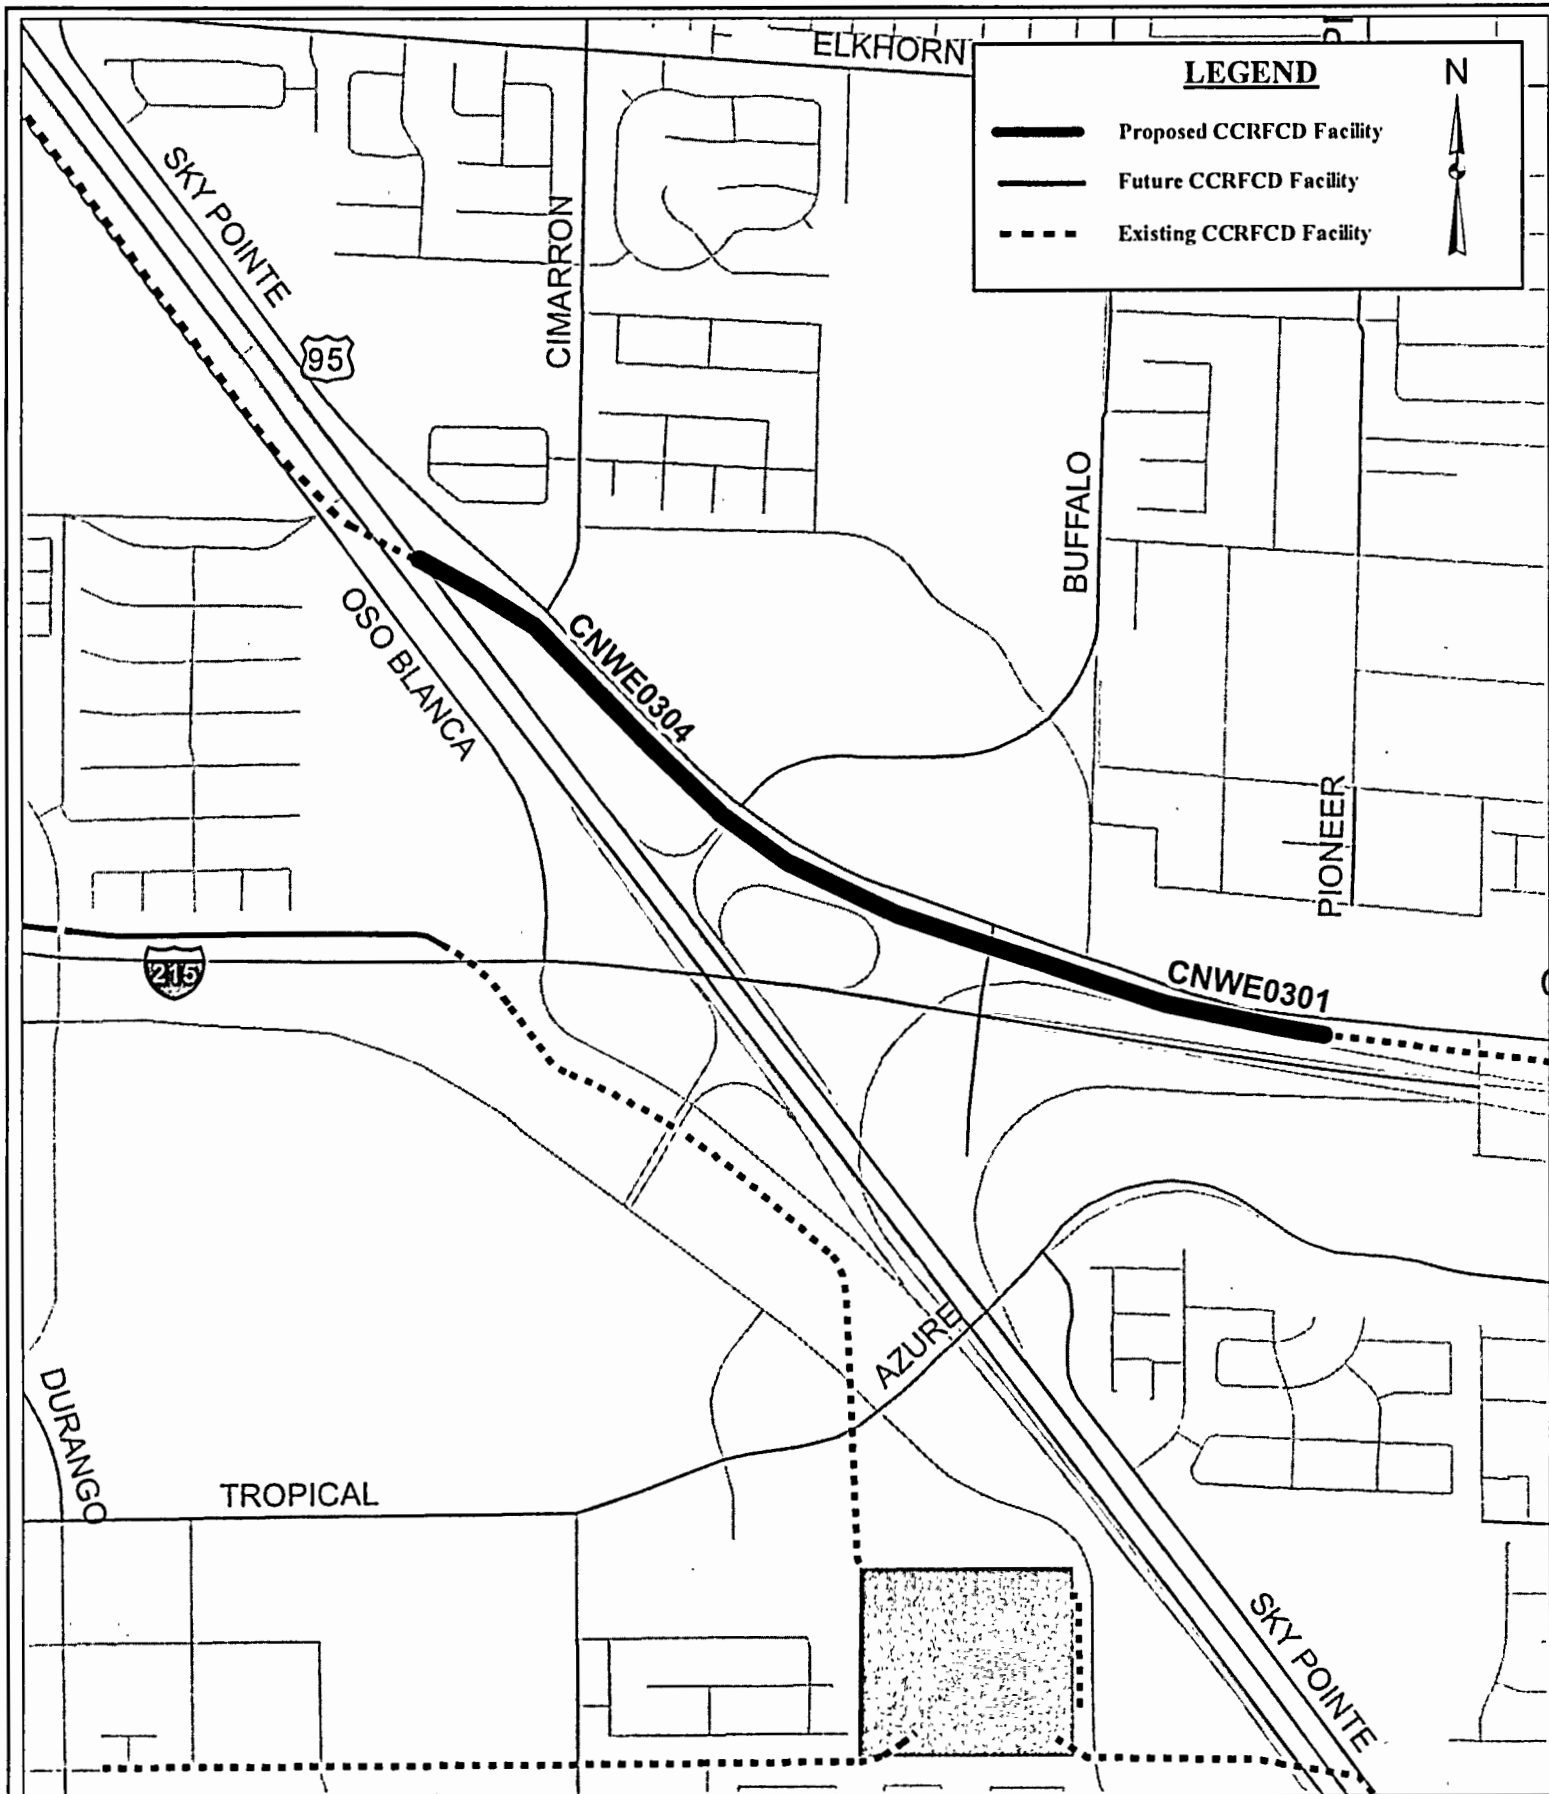 ELKHORN
LEGEND
N
Proposed CCRFCD Facility
Future CCRFCD Facility
Existing CCRFCD Facility
SKY POINTE
95
CIMARRON
BUFFALO
OSO BLANCA
CNWE0304
PIONEER
215
CNWE0301
AZURE
DURANGO
TROPICAL
SKY POINTE